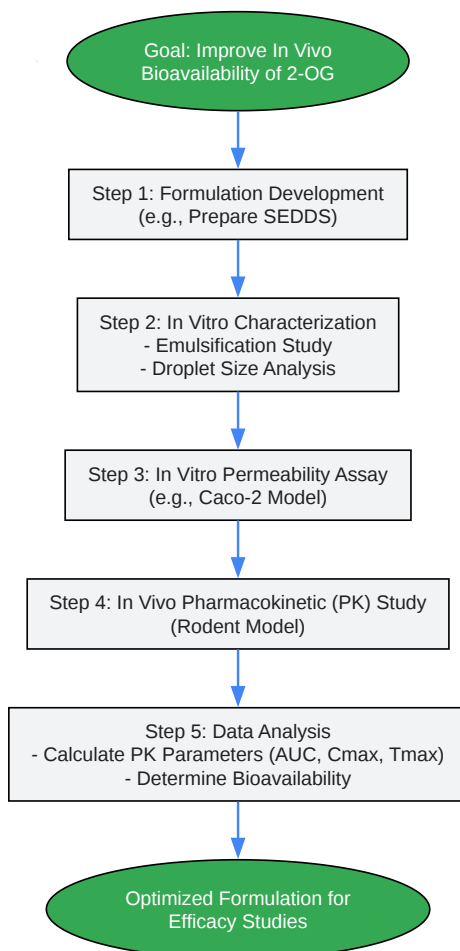 Goal: Improve In Vivo
Bioavailability of 2-OG
Step 1: Formulation Development
(e.g., Prepare SEDDS)
Step 2: In Vitro Characterization
- Emulsification Study
- Droplet Size Analysis
Step 3: In Vitro Permeability Assay
(e.g., Caco-2 Model)
Step 4: In Vivo Pharmacokinetic (PK) Study
(Rodent Model)
Step 5: Data Analysis
- Calculate PK Parameters (AUC, Cmax, Tmax)
- Determine Bioavailability
Optimized Formulation for
Efficacy Studies